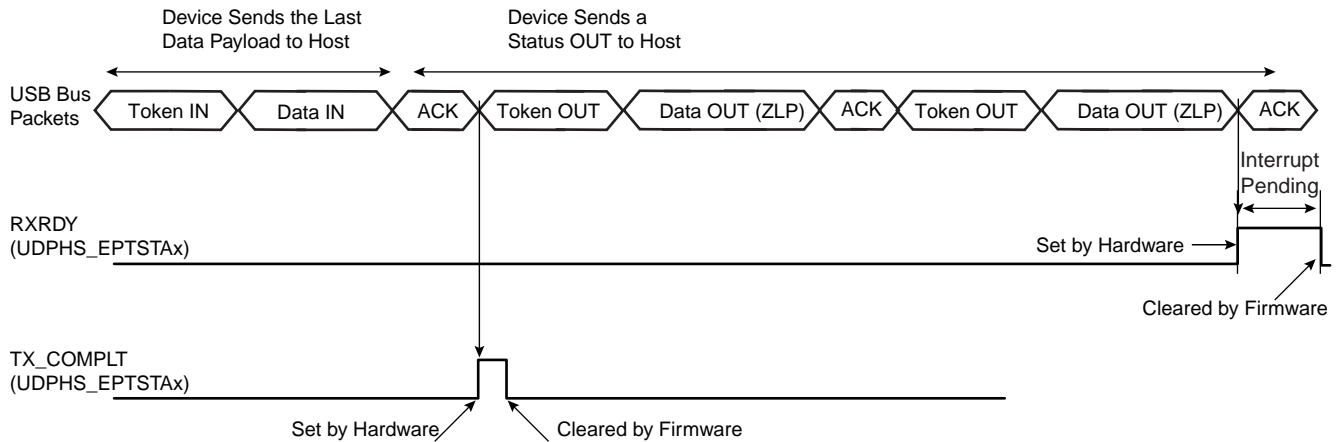 Device Sends the Last
Data Payload to Host
Device Sends a
Status OUT to Host
USB Bus
Packets
Token IN
Data IN
ACK
Token OUT
Data OUT (ZLP)
ACK
Token OUT
Data OUT (ZLP)
ACK
Interrupt
Pending
RXRDY
(UDPHS_EPTSTAx)
Set by Hardware
Cleared by Firmware
TX_COMPLT
(UDPHS_EPTSTAx)
Set by Hardware
Cleared by Firmware